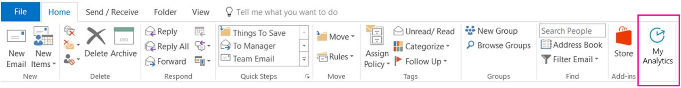 File Home Send / Receive Folder View Tell me what you want to do
New Email
New Items
New
Delete
Archive
Delete
Reply
Reply All
Forward
Respond
Things To Save
To Manager
Team Email
Quick Steps
Move
Rules
Move
Assign Policy
Unread/ Read
Categorize
Follow Up
Tags
New Group
Browse Groups
Groups
Search People
Address Book
Filter Email
Find
Store
Add-ins
My
Analytics